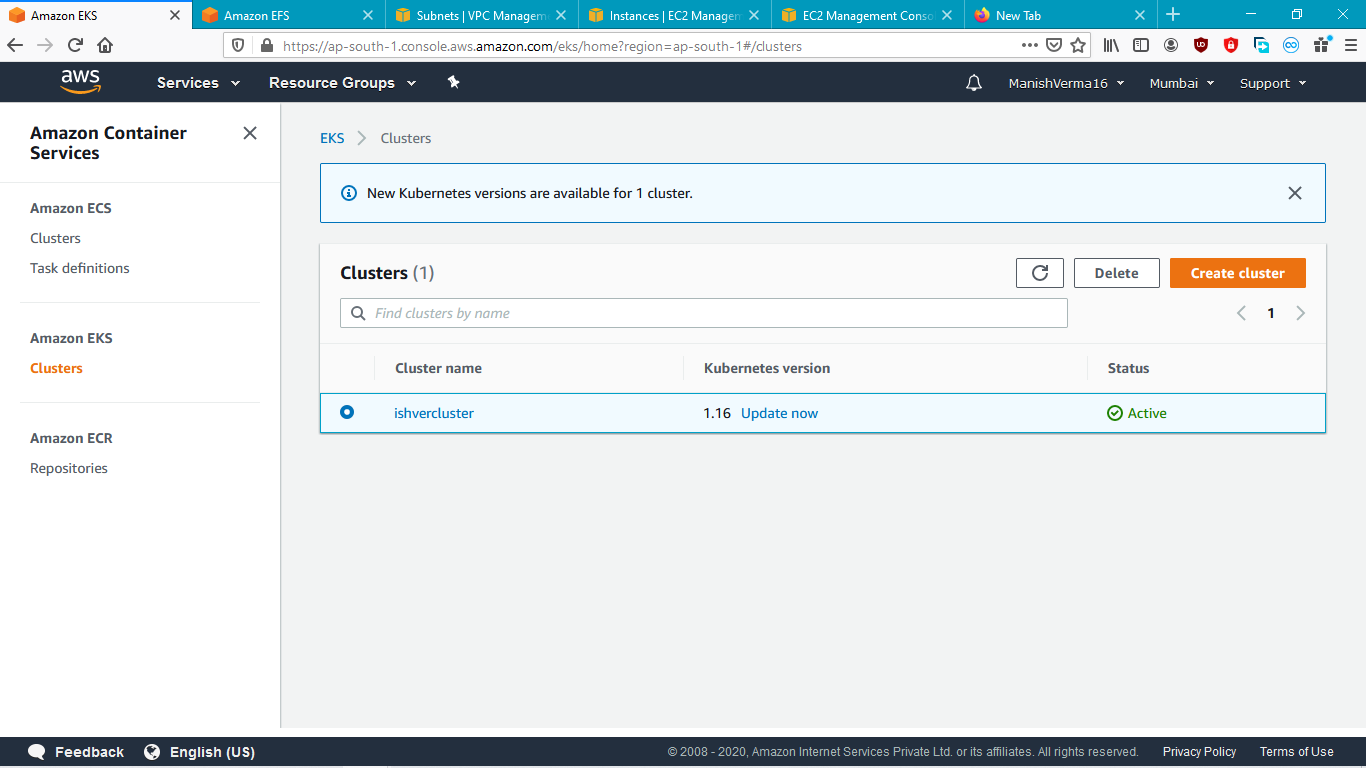 Amazon EKS
Amazon EFS
Subnets | VPC Managem
Instances | EC2 Managem
EC2 Management Conso
New Tab
https://ap-south-1.console.aws.amazon.com/eks/home?region=ap-south-1#/clusters
aws
Services
Resource Groups
ManishVerma16
Mumbai
Support
Amazon Container
Services
Amazon ECS
Clusters
Task definitions
Amazon EKS
Clusters
Amazon ECR
Repositories
EKS
Clusters
New Kubernetes versions are available for 1 cluster.
Clusters (1)
Delete
Create cluster
Find clusters by name
1
Cluster name
Kubernetes version
Status
ishvercluster
1.16 Update now
Active
Feedback
English (US)
© 2008 - 2020, Amazon Internet Services Private Ltd. or its affiliates. All rights reserved.
Privacy Policy
Terms of Use